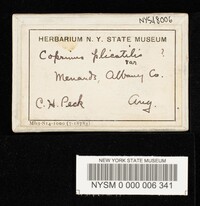 NYSf8006
HERBARIUM N. Y. STATE MUSEUM
Coprinus plicatilis ?
var
Menands, Albany Co.
C. H. Peck Aug.
NEW YORK STATE MUSEUM
NYSM 0 000 006 341